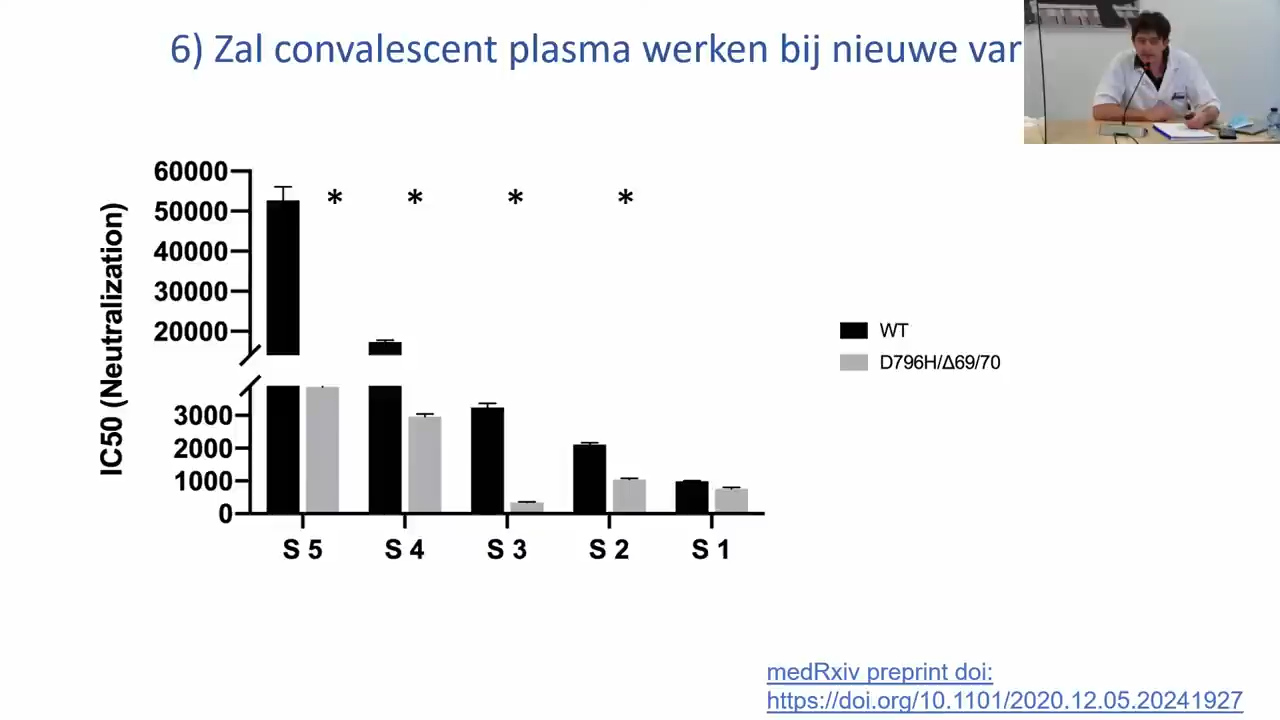 6) Zal convalescent plasma werken bij nieuwe var
60000
50000
40000
30000
20000
3000
2000
1000
0
IC50 (Neutralization)
* * * *
S 5 S 4 S 3 S 2 S 1
WT
D796H/Δ69/70
medRxiv preprint doi:
https://doi.org/10.1101/2020.12.05.20241927